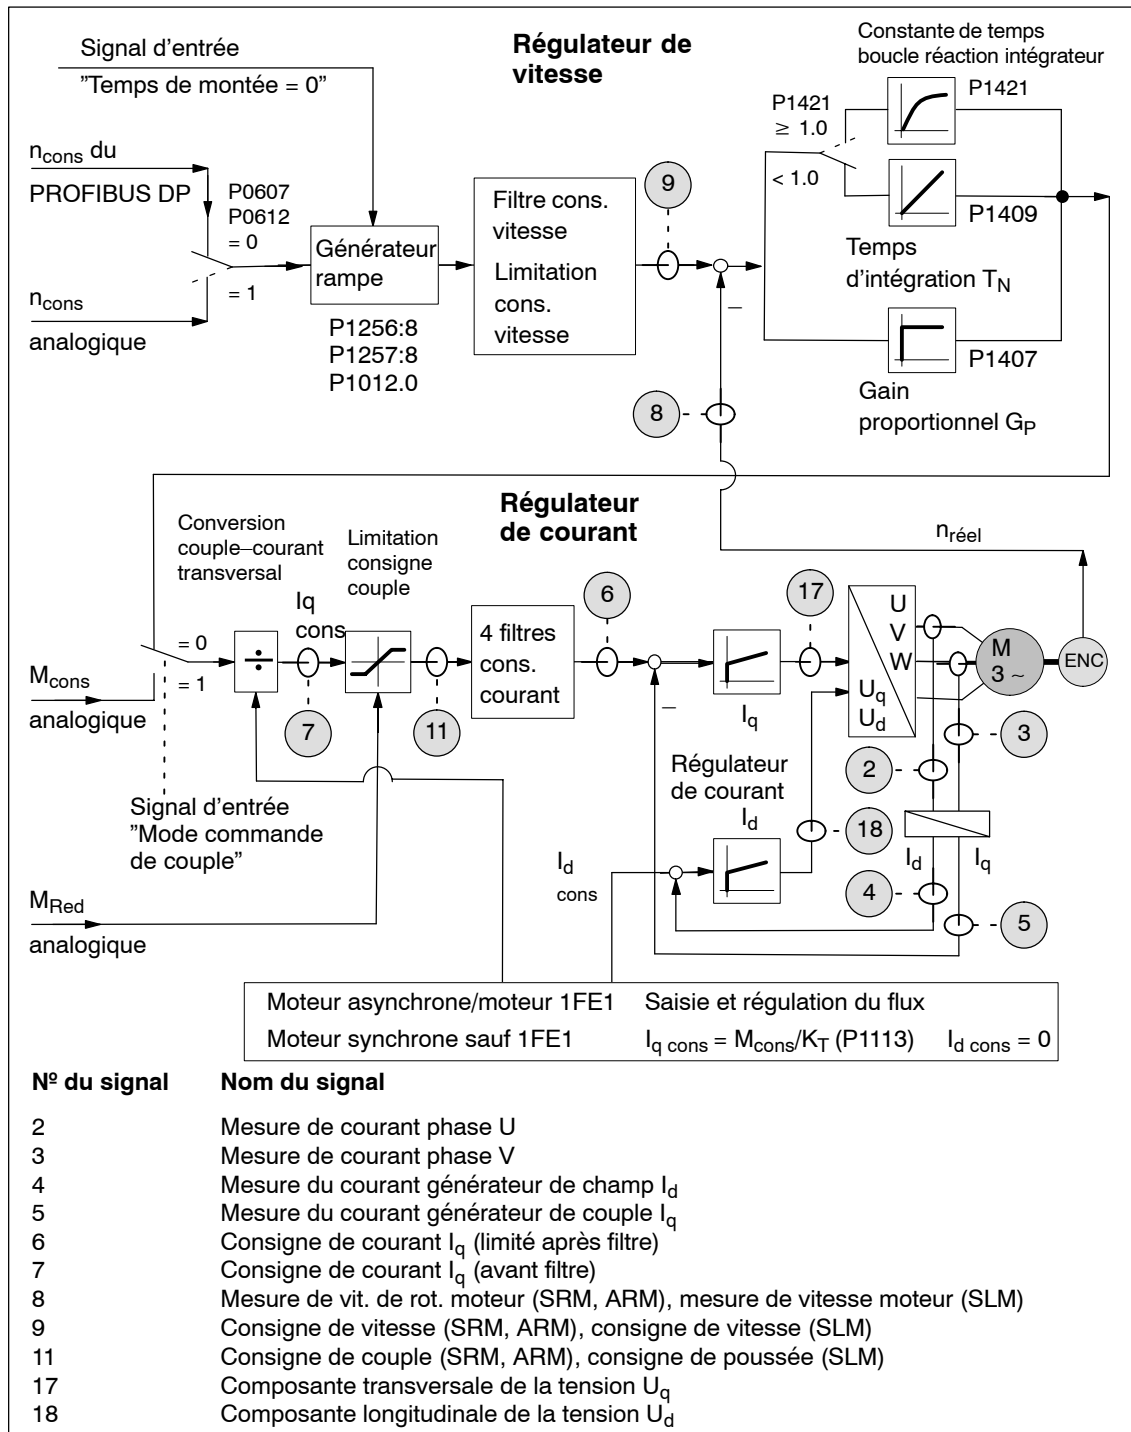 Signal d'entrée
"Temps de montée = 0"
Régulateur de
vitesse
Constante de temps
boucle réaction intégrateur
P1421
P1421
≥ 1.0
< 1.0
n_cons du
PROFIBUS DP
P0607
P0612
= 0
= 1
n_cons
analogique
Générateur
rampe
P1256:8
P1257:8
P1012.0
Filtre cons.
vitesse
Limitation
cons.
vitesse
9
–
P1409
Temps
d'intégration T_N
P1407
Gain
proportionnel G_P
8
Régulateur
de courant
n_réel
Conversion
couple–courant
transversal
Limitation
consigne
couple
Iq
cons
= 0
= 1
M_cons
analogique
÷
7
11
4 filtres
cons.
courant
6
–
I_q
17
U
V
W
U_q
U_d
M
3 ~
ENC
3
2
Signal d'entrée
"Mode commande
de couple"
Régulateur
de courant
I_d
18
I_d
I_q
I_d
cons
4
5
M_Red
analogique
Moteur asynchrone/moteur 1FE1 Saisie et régulation du flux
Moteur synchrone sauf 1FE1 I_q cons = M_cons/K_T (P1113) I_d cons = 0
Nº du signal Nom du signal
2 Mesure de courant phase U
3 Mesure de courant phase V
4 Mesure du courant générateur de champ I_d
5 Mesure du courant générateur de couple I_q
6 Consigne de courant I_q (limité après filtre)
7 Consigne de courant I_q (avant filtre)
8 Mesure de vit. de rot. moteur (SRM, ARM), mesure de vitesse moteur (SLM)
9 Consigne de vitesse (SRM, ARM), consigne de vitesse (SLM)
11 Consigne de couple (SRM, ARM), consigne de poussée (SLM)
17 Composante transversale de la tension U_q
18 Composante longitudinale de la tension U_d